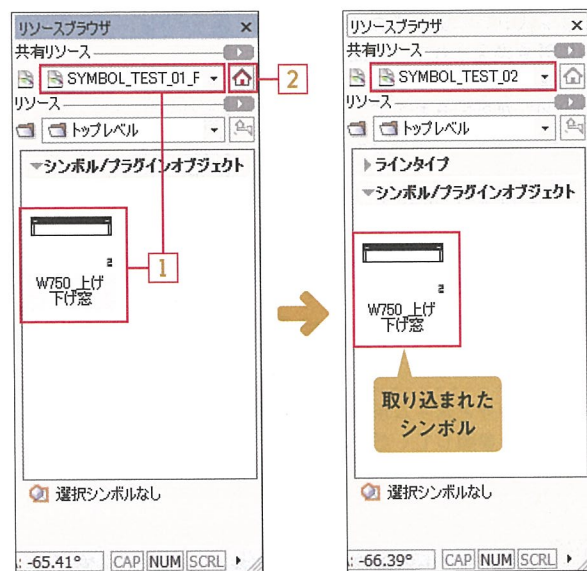 リソースブラウザ ×
共有リソース
SYMBOL_TEST_01_F
2
リソース
トップレベル
シンボル/プラグインオブジェクト
1
W750_上げ
下げ窓
選択シンボルなし
: -65.41° CAP NUM SCRL
リソースブラウザ ×
共有リソース
SYMBOL_TEST_02
リソース
トップレベル
ラインタイプ
シンボル/プラグインオブジェクト
W750_上げ
下げ窓
取り込まれた
シンボル
選択シンボルなし
: -66.39° CAP NUM SCRL